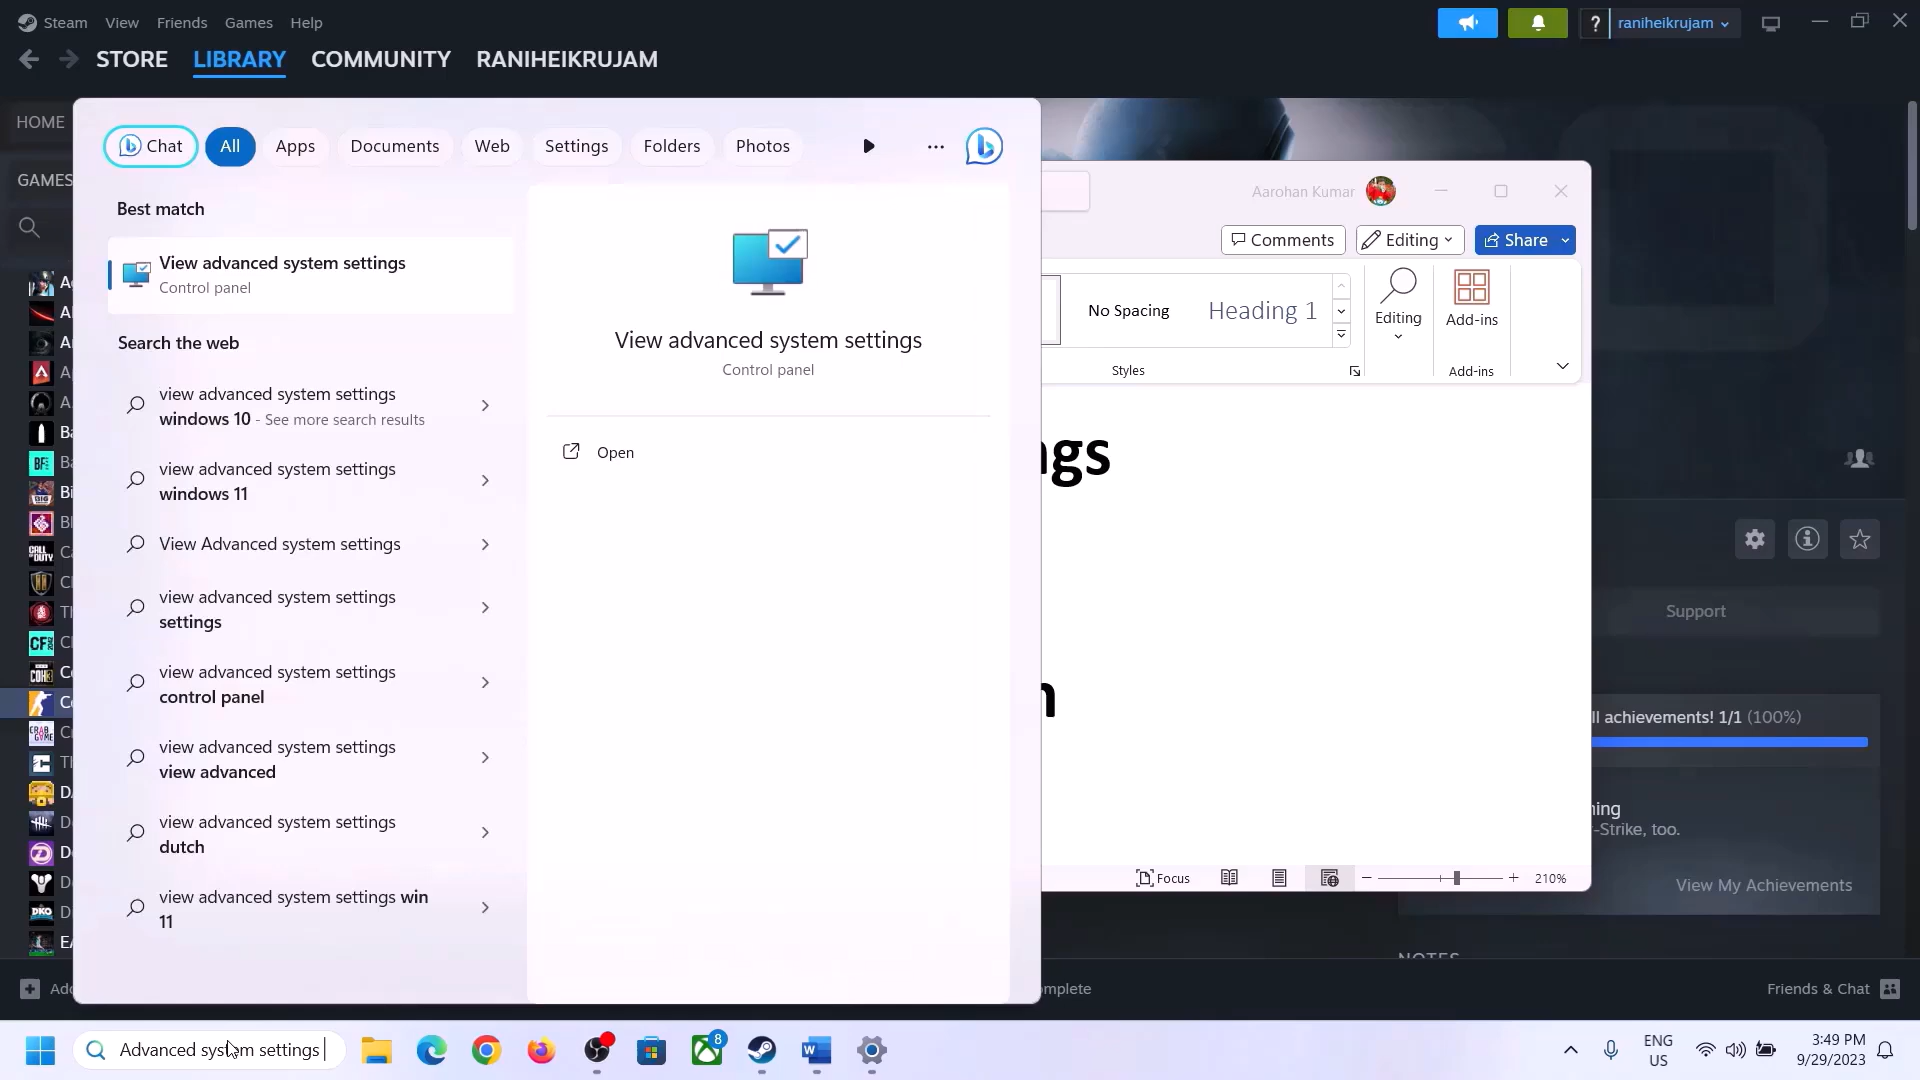 Steam View Friends Games Help
raniheikrujam
STORE LIBRARY COMMUNITY RANIHEIKRUJAM
HOME
GAMES
Chat All Apps Documents Web Settings Folders Photos
Best match
View advanced system settings
Control panel
Search the web
view advanced system settings
windows 10 - See more search results
view advanced system settings
windows 11
View Advanced system settings
view advanced system settings
settings
view advanced system settings
control panel
view advanced system settings
view advanced
view advanced system settings
dutch
view advanced system settings win
11
View advanced system settings
Control panel
Open
Aarohan Kumar
Comments Editing Share
No Spacing Heading 1
Editing
Add-ins
Styles
Add-ins
ngs
n
Focus
210%
Support
ll achievements! 1/1 (100%)
ning
-Strike, too.
View My Achievements
NOTES
Add
omplete
Friends & Chat
Advanced system settings
8
ENG
US
3:49 PM
9/29/2023